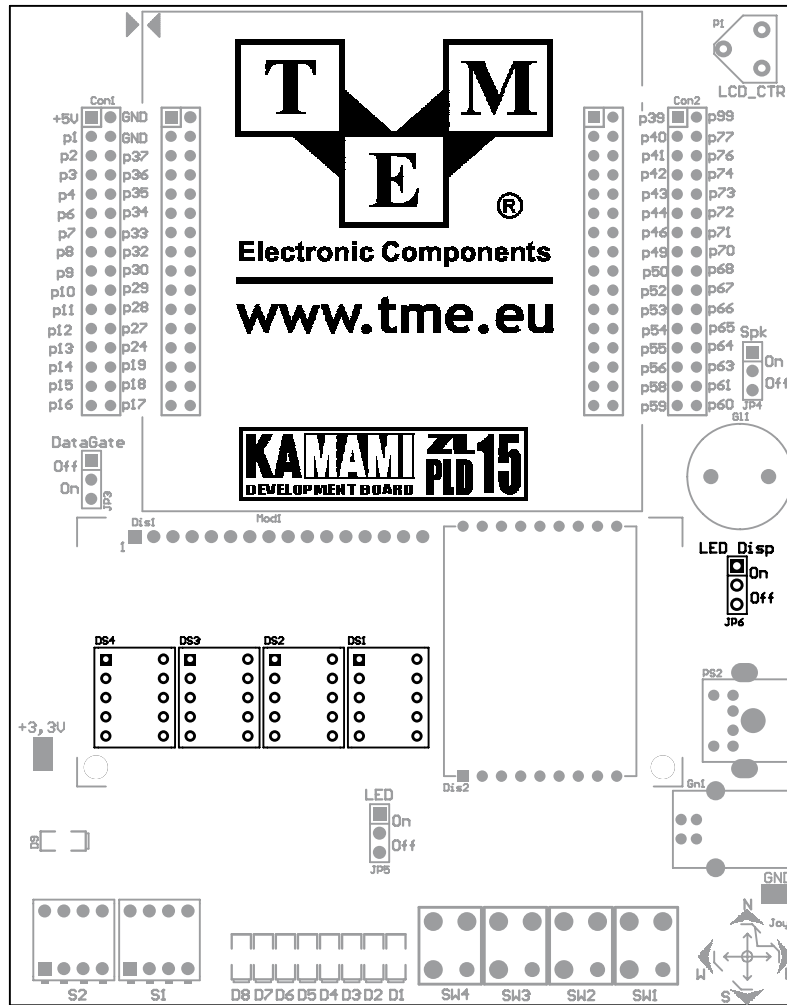 P1
LCD_CTR
T M
E
®
Electronic Components
www.tme.eu
Con1
+5V GND
p1 GND
p2 p37
p3 p36
p4 p35
p6 p34
p7 p33
p8 p32
p9 p30
p10 p29
p11 p28
p12 p27
p13 p24
p14 p19
p15 p18
p16 p17
Con2
p39 p99
p40 p77
p41 p76
p42 p74
p43 p73
p44 p72
p46 p71
p49 p70
p50 p68
p52 p67
p53 p66
p54 p65
p55 p64
p56 p63
p58 p61
p59 p60
Spk
On
Off
JP4
Gl1
DataGate
Off
On
JP3
KAMAMI ZL
DEVELOPMENT BOARD PLD 15
Dis1
Mod1
1
LED Disp
On
Off
JP6
DS4 DS3 DS2 DS1
PS2
+3,3V
Dis2
Gn1
LED
On
Off
JP5
D9
GND
N
Joy
W
S
S2 S1
D8 D7 D6 D5 D4 D3 D2 D1
SW4 SW3 SW2 SW1